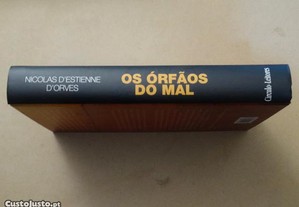 NICOLAS D'ESTIENNE
D'ORVES
OS ÓRFÃOS
DO MAL
Círculo Leitores
CustoJusto.pt